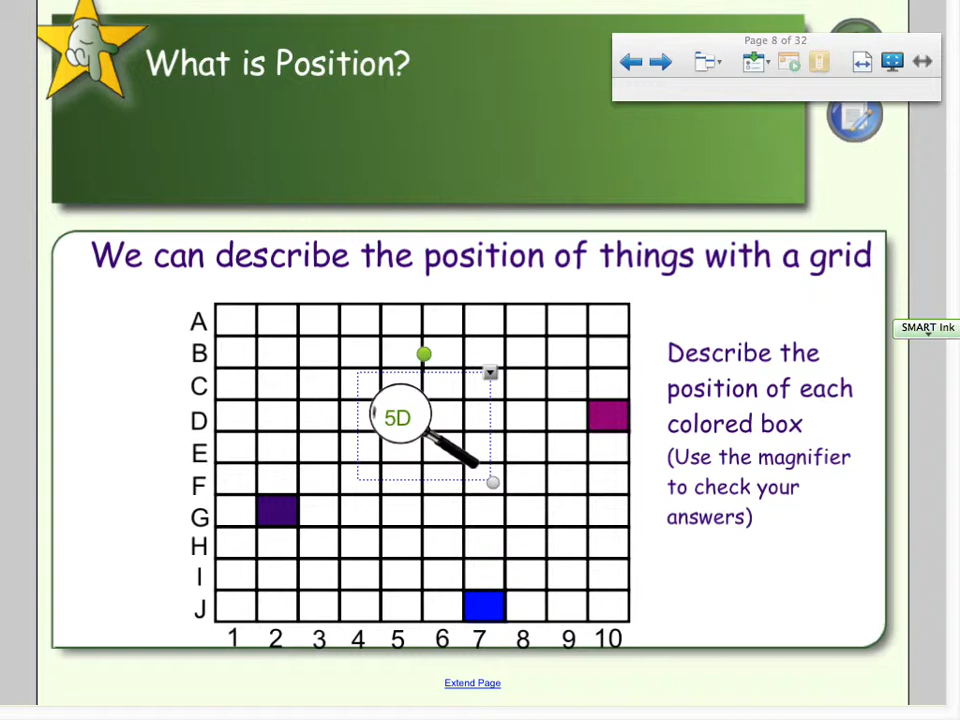 What is Position?
Page 8 of 32
We can describe the position of things with a grid
SMART Ink
A
B
C
D
E
F
G
H
I
J
5D
1 2 3 4 5 6 7 8 9 10
Describe the
position of each
colored box
(Use the magnifier
to check your
answers)
Extend Page